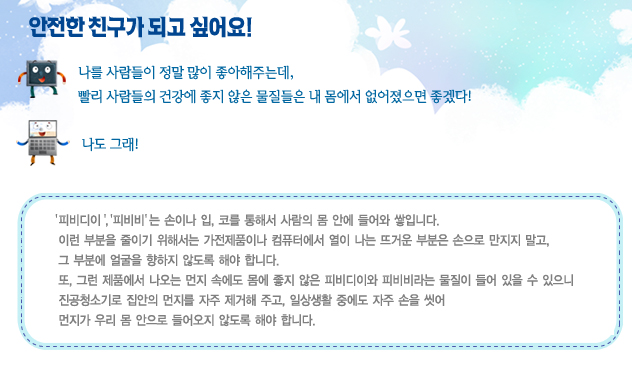 안전한 친구가 되고 싶어요!
나를 사람들이 정말 많이 좋아해주는데,
빨리 사람들의 건강에 좋지 않은 물질들은 내 몸에서 없어졌으면 좋겠다!
나도 그래!
'피비디이', '피비비'는 손이나 입, 코를 통해서 사람의 몸 안에 들어와 쌓입니다.
이런 부분을 줄이기 위해서는 가전제품이나 컴퓨터에서 열이 나는 뜨거운 부분은 손으로 만지지 말고,
그 부분에 얼굴을 향하지 않도록 해야 합니다.
또, 그런 제품에서 나오는 먼지 속에도 몸에 좋지 않은 피비디이와 피비비라는 물질이 들어 있을 수 있으니
진공청소기로 집안의 먼지를 자주 제거해 주고, 일상생활 중에도 자주 손을 씻어
먼지가 우리 몸 안으로 들어오지 않도록 해야 합니다.